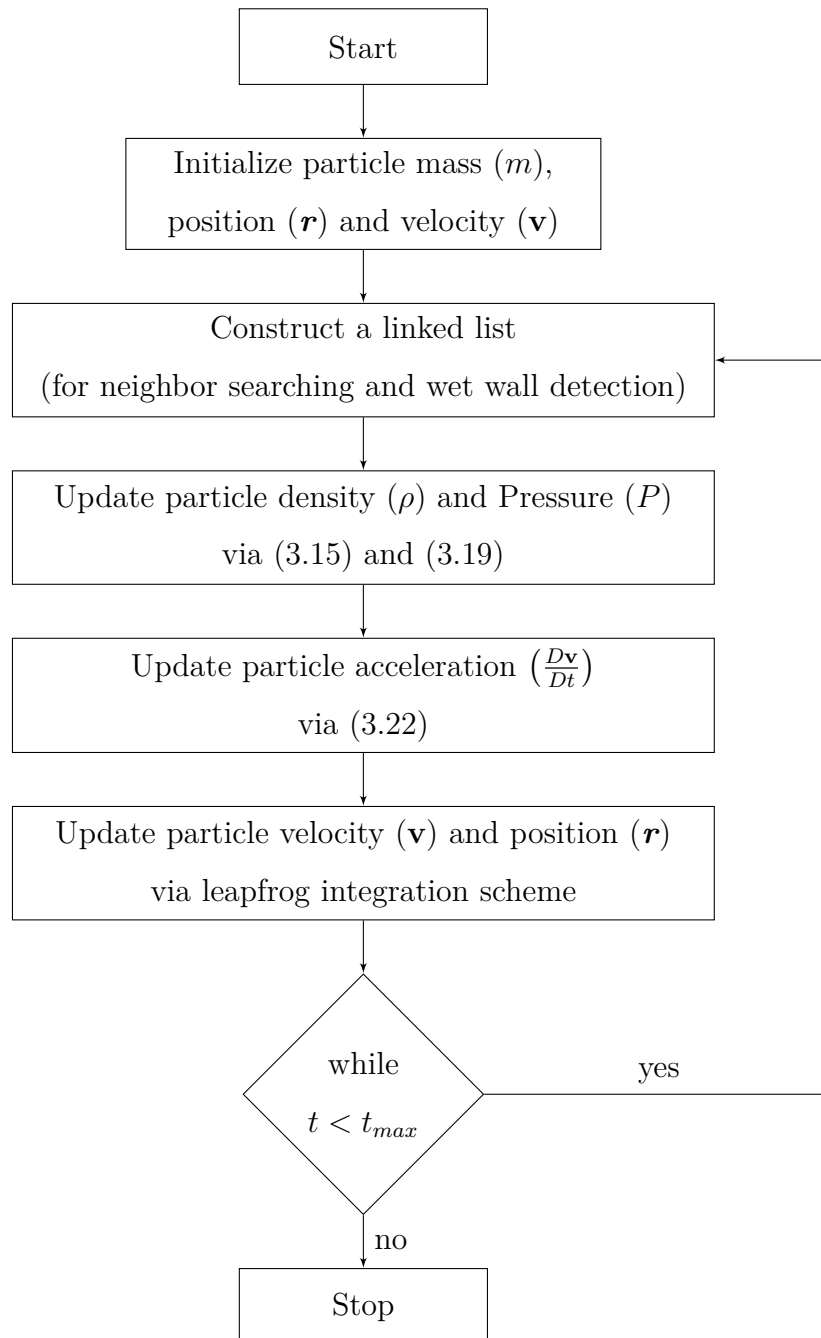 Start
Initialize particle mass (m),
position (r) and velocity (v)
Construct a linked list
(for neighbor searching and wet wall detection)
Update particle density (ρ) and Pressure (P)
via (3.15) and (3.19)
Update particle acceleration (Dv/Dt)
via (3.22)
Update particle velocity (v) and position (r)
via leapfrog integration scheme
while
t < t_max
yes
no
Stop